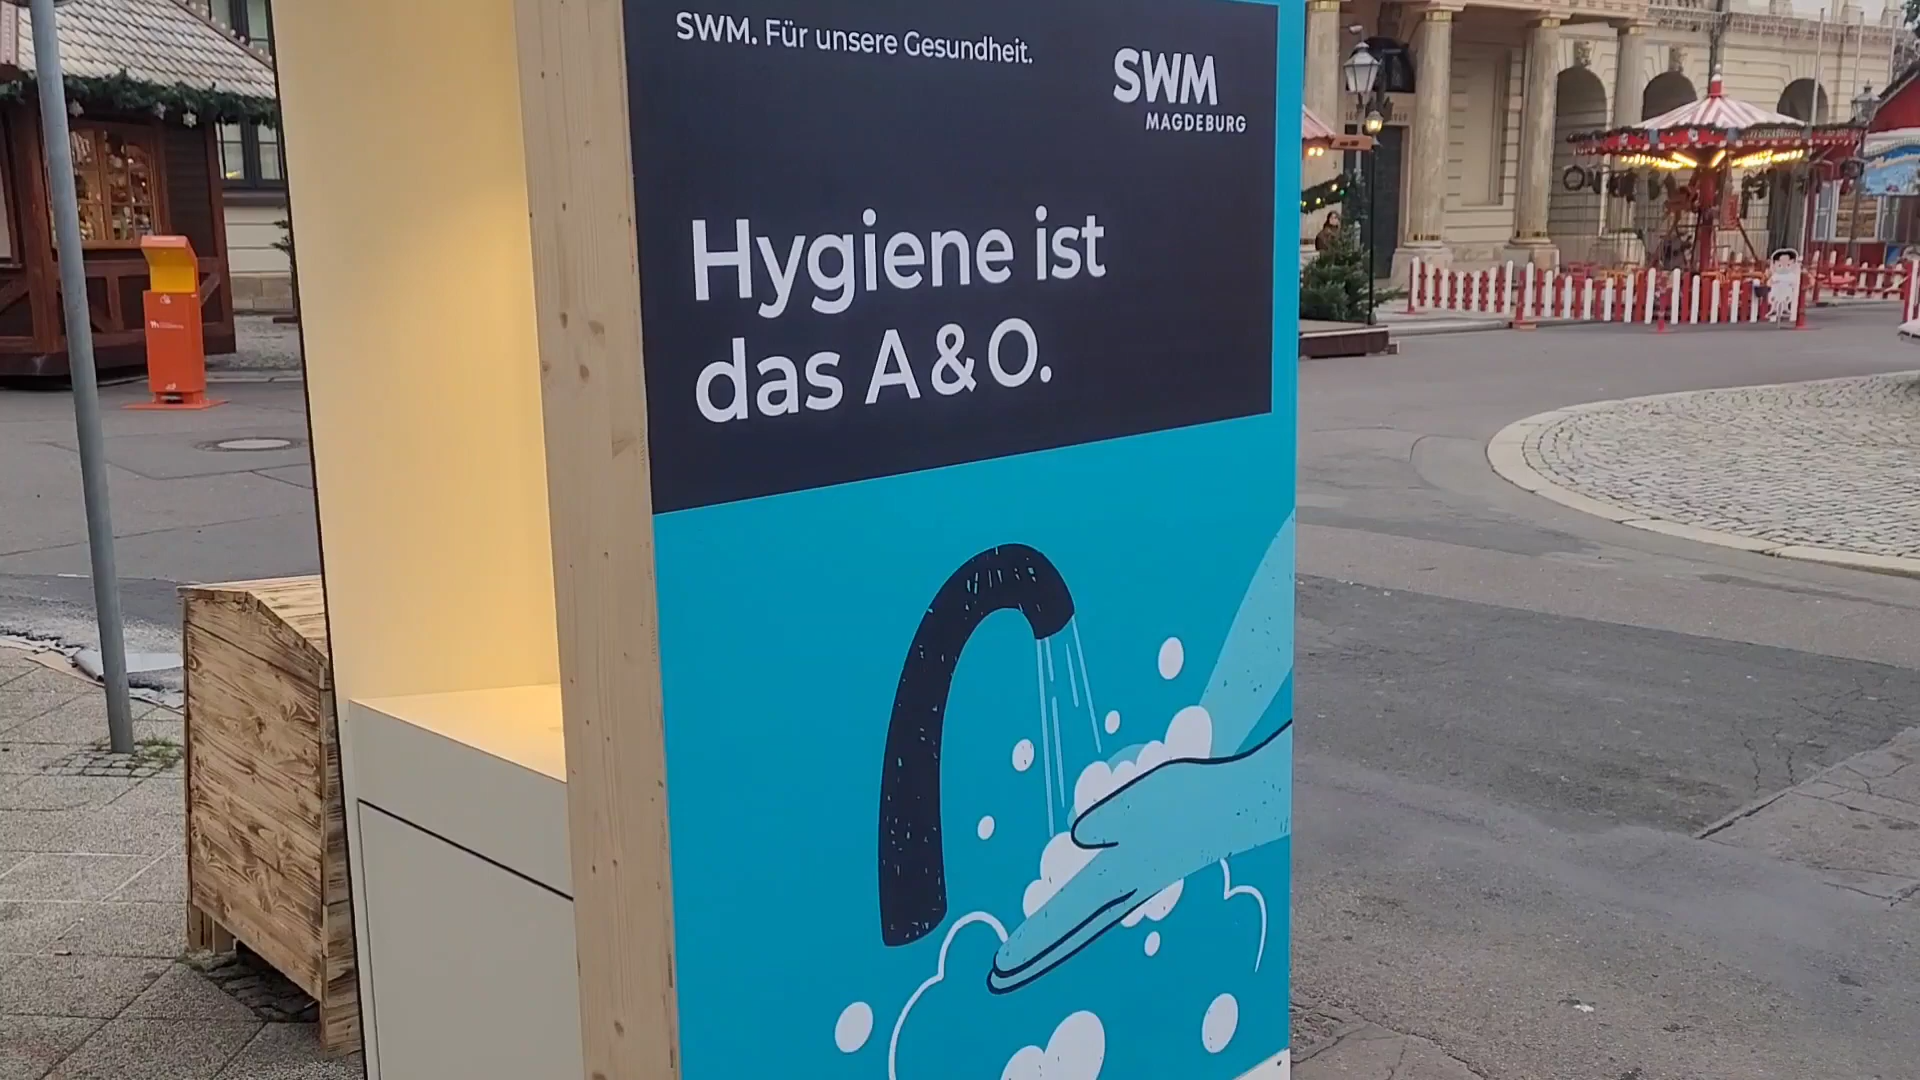 SWM. Für unsere Gesundheit.
SWM
MAGDEBURG
Hygiene ist
das A & O.